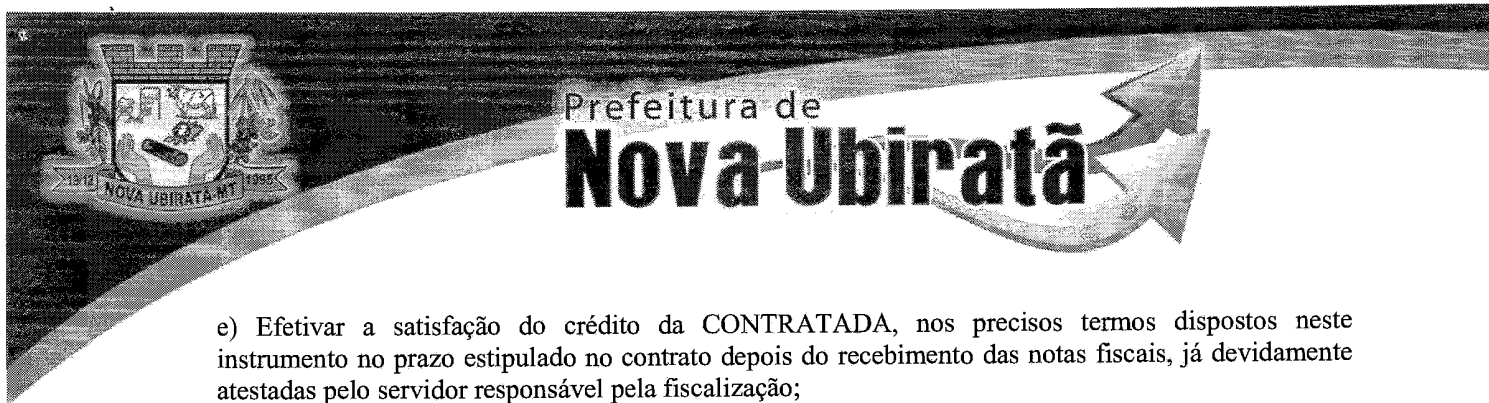 Prefeitura de
Nova Ubiratã
NOVA UBIRATÃ-MT
e) Efetivar a satisfação do crédito da CONTRATADA, nos precisos termos dispostos neste
instrumento no prazo estipulado no contrato depois do recebimento das notas fiscais, já devidamente
atestadas pelo servidor responsável pela fiscalização;